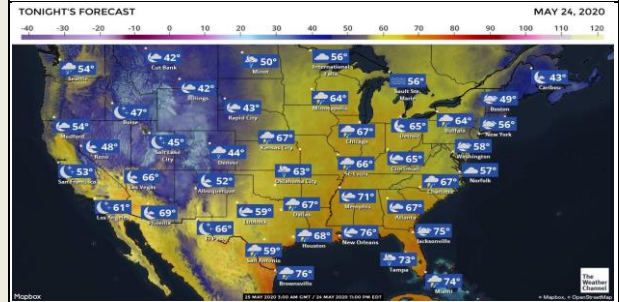 TONIGHT'S FORECAST
MAY 24, 2020
-40 -30 -20 -10 0 10 20 30 40 50 60 70 80 90 100 110 120
54°
Seattle
42°
Cut Bank
50°
Minot
56°
International
Falls
56°
Sault Ste.
Marie
43°
Caribou
42°
Billings
43°
Rapid City
64°
Minneapolis
49°
Boston
47°
Boise
54°
Medford
64°
Buffalo
56°
New York
65°
Detroit
67°
Chicago
67°
Kansas City
48°
Reno
45°
Salt Lake
City
44°
Denver
58°
Washington
53°
San Francisco
66°
Las Vegas
52°
Albuquerque
63°
Oklahoma City
66°
St. Louis
65°
Cincinnati
57°
Norfolk
67°
Charlotte
61°
Los Angeles
69°
Phoenix
66°
El Paso
59°
Lubbock
67°
Dallas
71°
Memphis
67°
Atlanta
59°
San Antonio
68°
Houston
76°
New Orleans
75°
Jacksonville
76°
Brownsville
73°
Tampa
74°
Miami
The
Weather
Channel
Mapbox
25 MAY 2020 3:00 AM GMT / 24 MAY 2020 11:00 PM EDT
• Mapbox, • OpenStreetMap